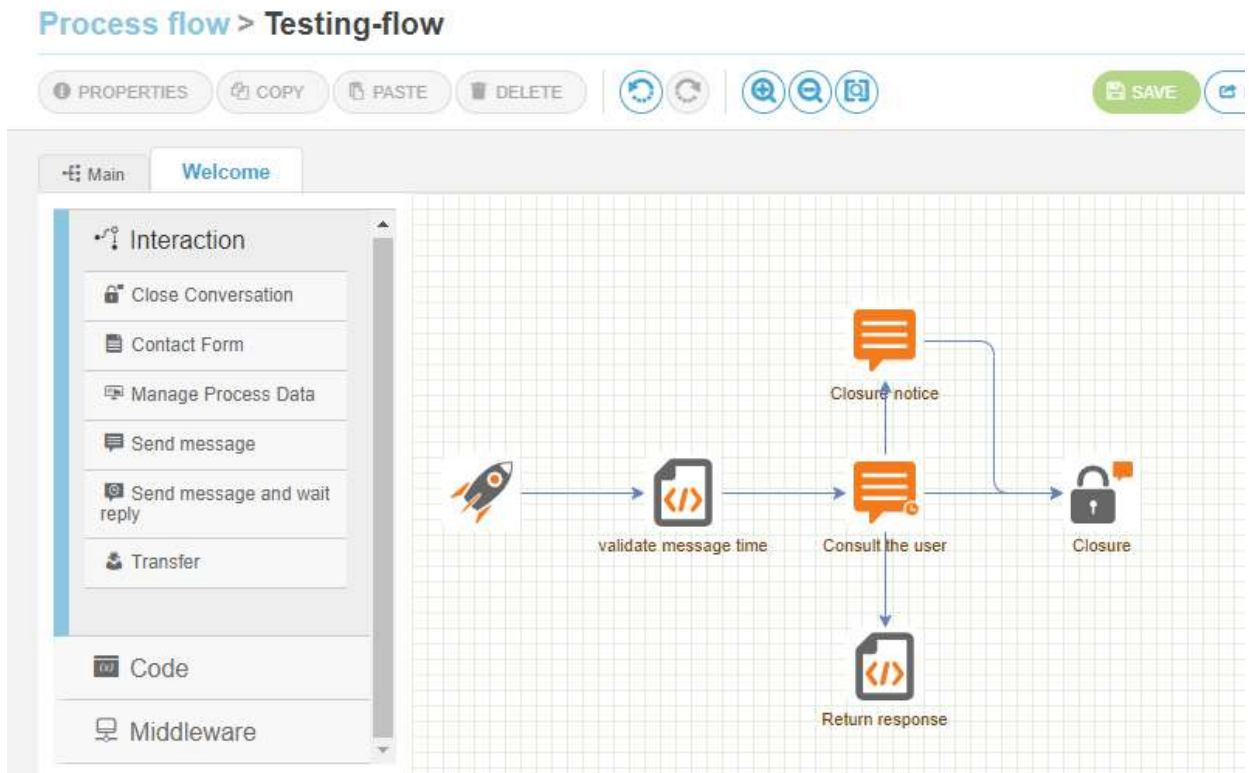 Process flow > Testing-flow
PROPERTIES COPY PASTE DELETE SAVE
Main Welcome
Interaction
Close Conversation
Contact Form
Manage Process Data
Send message
Send message and wait
reply
Transfer
Code
Middleware
Closure notice
validate message time Consult the user Closure
Return response